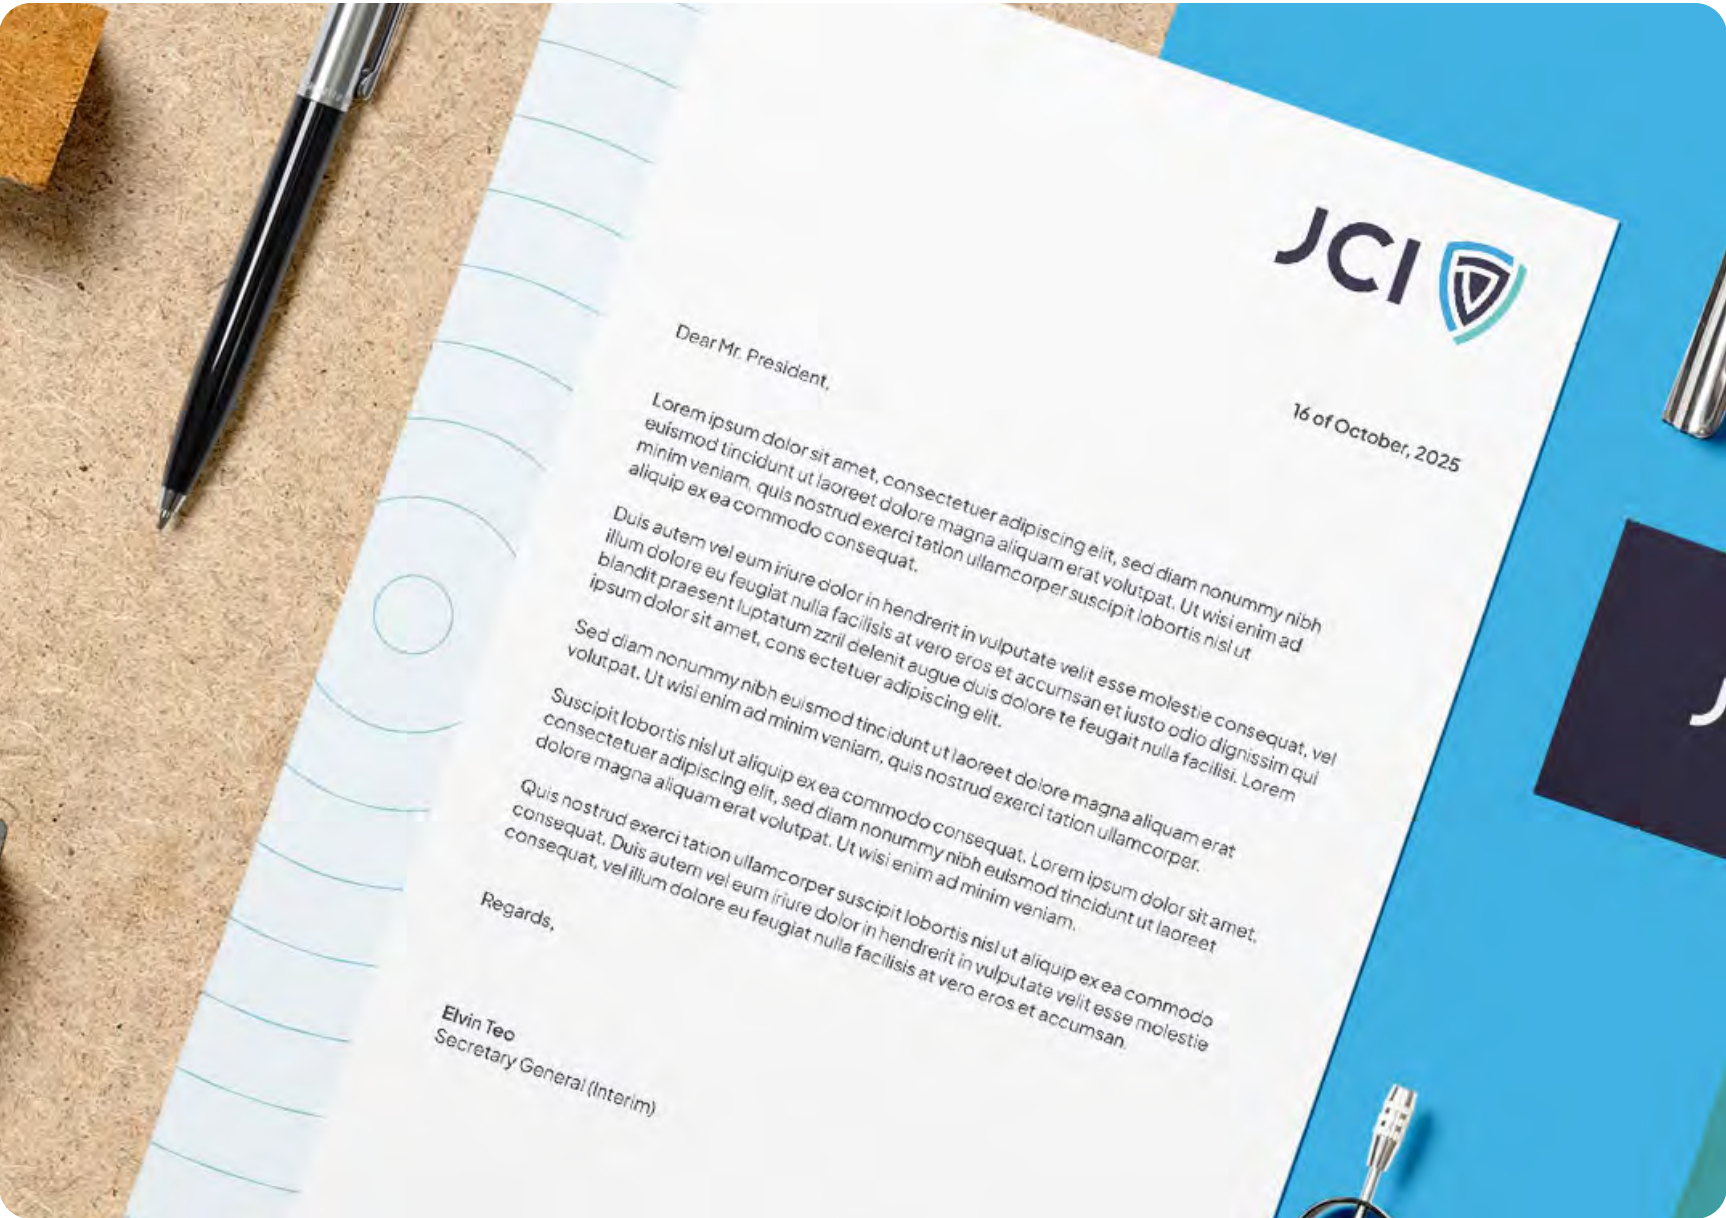 JCI
16 of October, 2025
Dear Mr. President,
Lorem ipsum dolor sit amet, consectetuer adipiscing elit, sed diam nonummy nibh
euismod tincidunt ut laoreet dolore magna aliquam erat volutpat. Ut wisi enim ad
minim veniam, quis nostrud exerci tation ullamcorper suscipit lobortis nisl ut
aliquip ex ea commodo consequat.
Duis autem vel eum iriure dolor in hendrerit in vulputate velit esse molestie consequat, vel
illum dolore eu feugiat nulla facilisis at vero eros et accumsan et iusto odio dignissim qui
blandit praesent luptatum zzril delenit augue duis dolore te feugait nulla facilisi. Lorem
ipsum dolor sit amet, cons ectetuer adipiscing elit.
Sed diam nonummy nibh euismod tincidunt ut laoreet dolore magna aliquam erat
volutpat. Ut wisi enim ad minim veniam, quis nostrud exerci tation ullamcorper.
Suscipit lobortis nisl ut aliquip ex ea commodo consequat. Lorem ipsum dolor sit amet,
consectetuer adipiscing elit, sed diam nonummy nibh euismod tincidunt ut laoreet
dolore magna aliquam erat volutpat. Ut wisi enim ad minim veniam.
Quis nostrud exerci tation ullamcorper suscipit lobortis nisl ut aliquip ex ea commodo
consequat. Duis autem vel eum iriure dolor in hendrerit in vulputate velit esse molestie
consequat, vel illum dolore eu feugiat nulla facilisis at vero eros et accumsan.
Regards,
Elvin Teo
Secretary General (Interim)
J